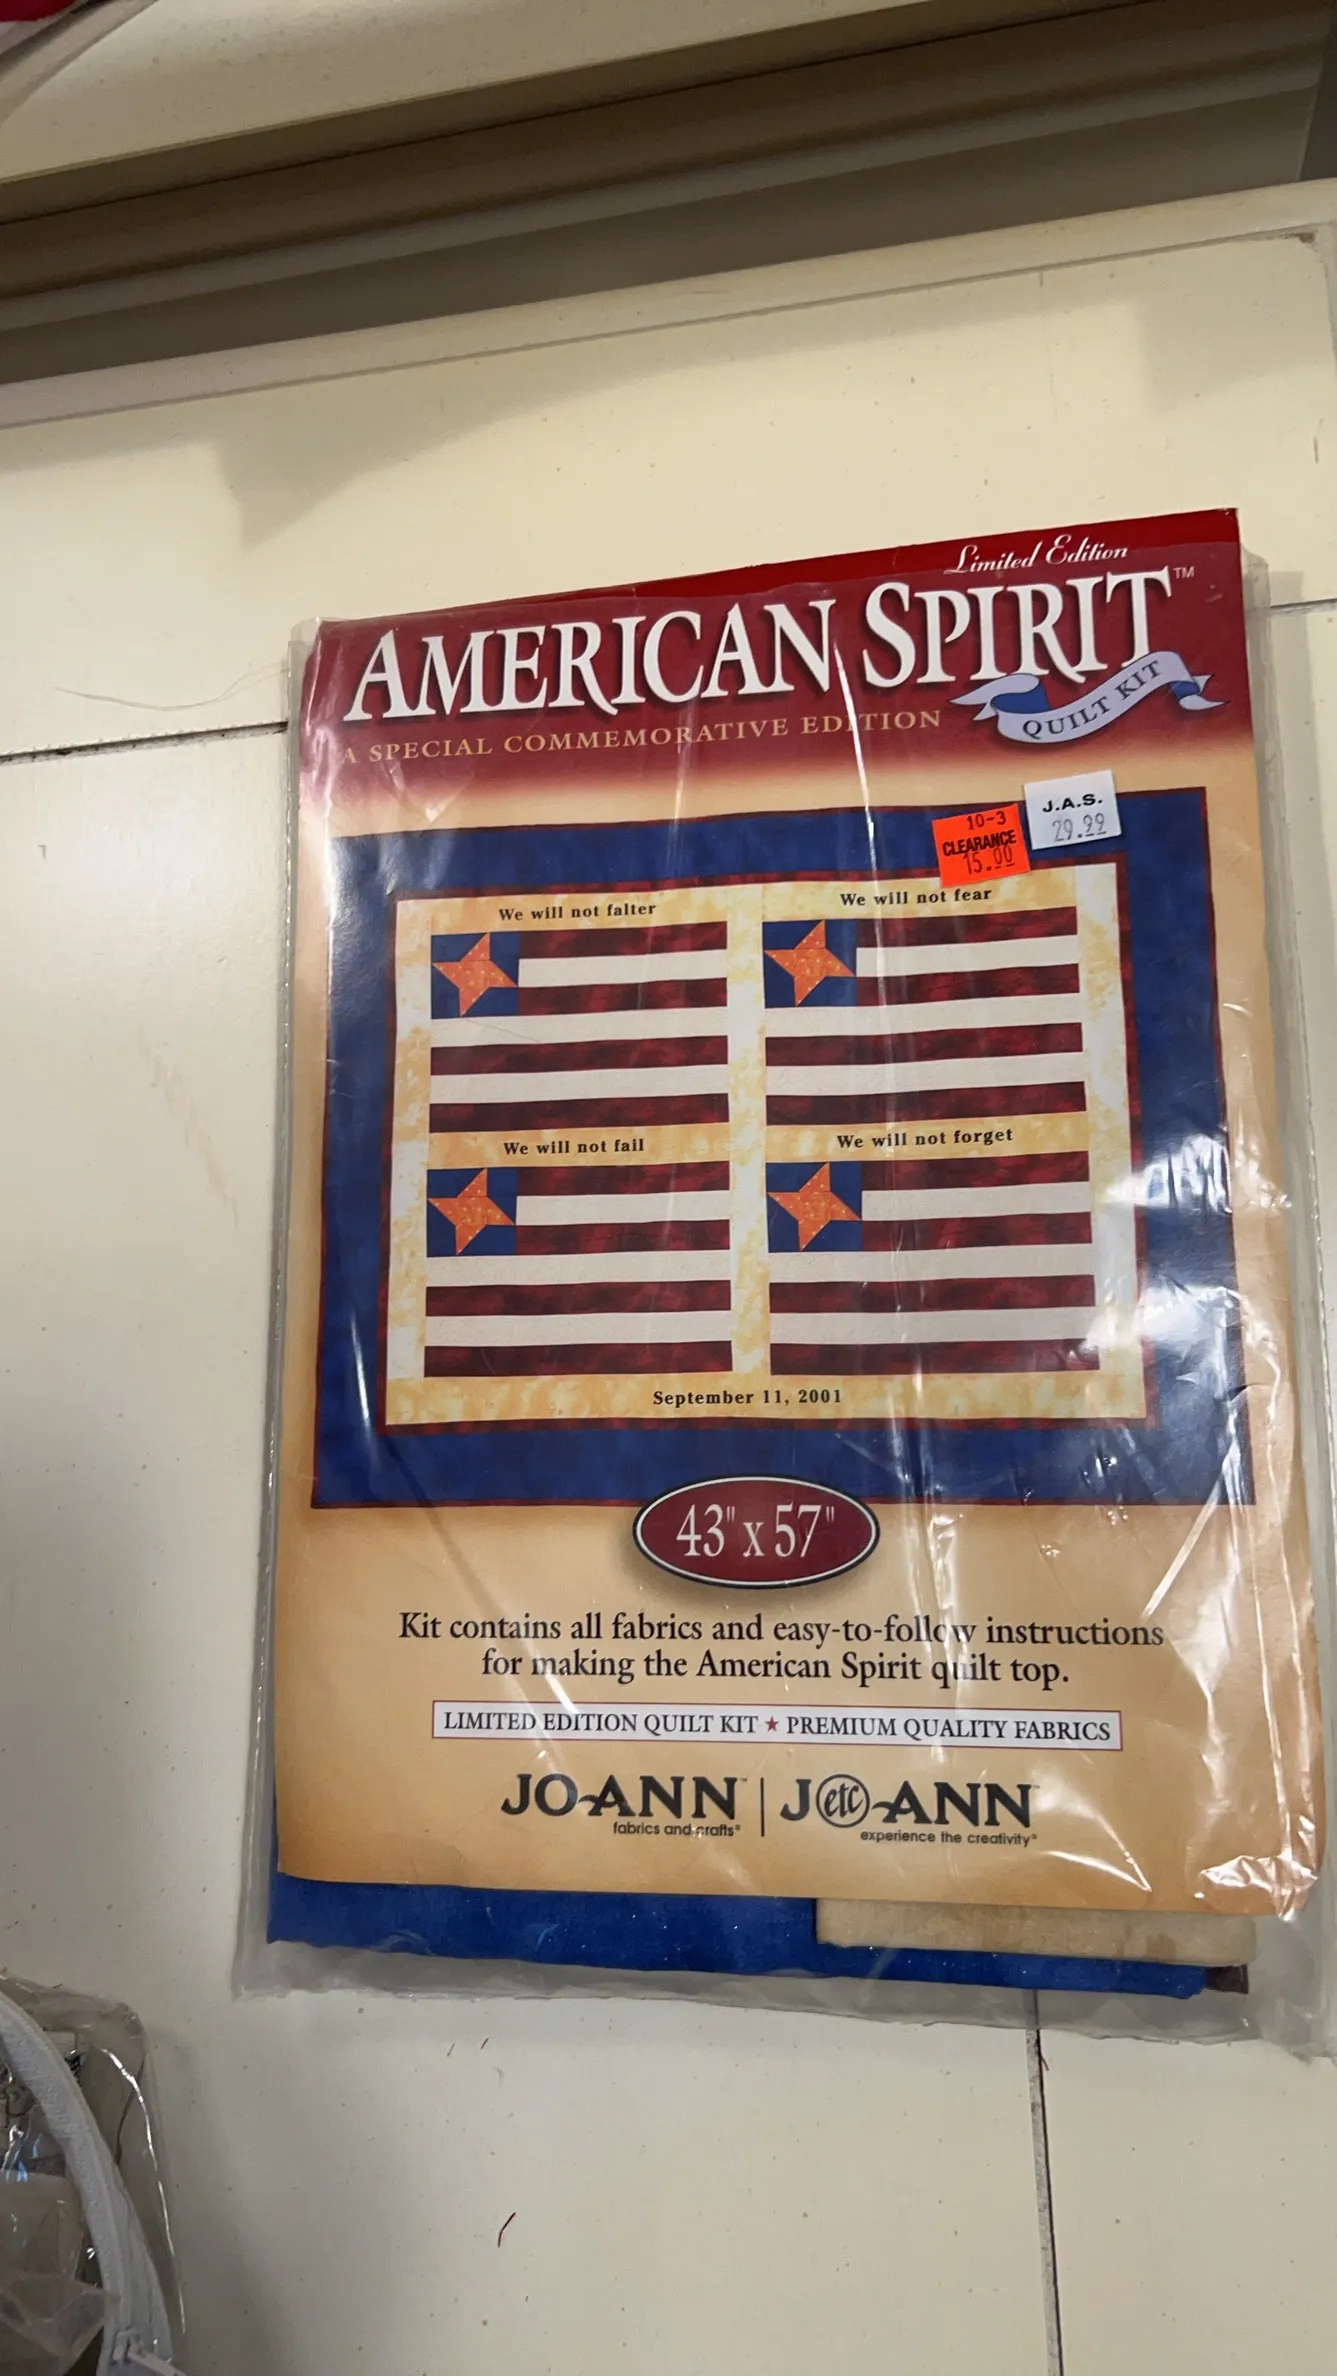 Limited Edition
AMERICAN SPIRIT™
QUILT KIT
A SPECIAL COMMEMORATIVE EDITION
J.A.S.
29.99
10-3
CLEARANCE
15.00
We will not falter
We will not fear
We will not fail
We will not forget
September 11, 2001
43" x 57"
Kit contains all fabrics and easy-to-follow instructions
for making the American Spirit quilt top.
LIMITED EDITION QUILT KIT ★ PREMIUM QUALITY FABRICS
JO-ANN™ | JO-ANN™
etc
fabrics and crafts®
experience the creativity®